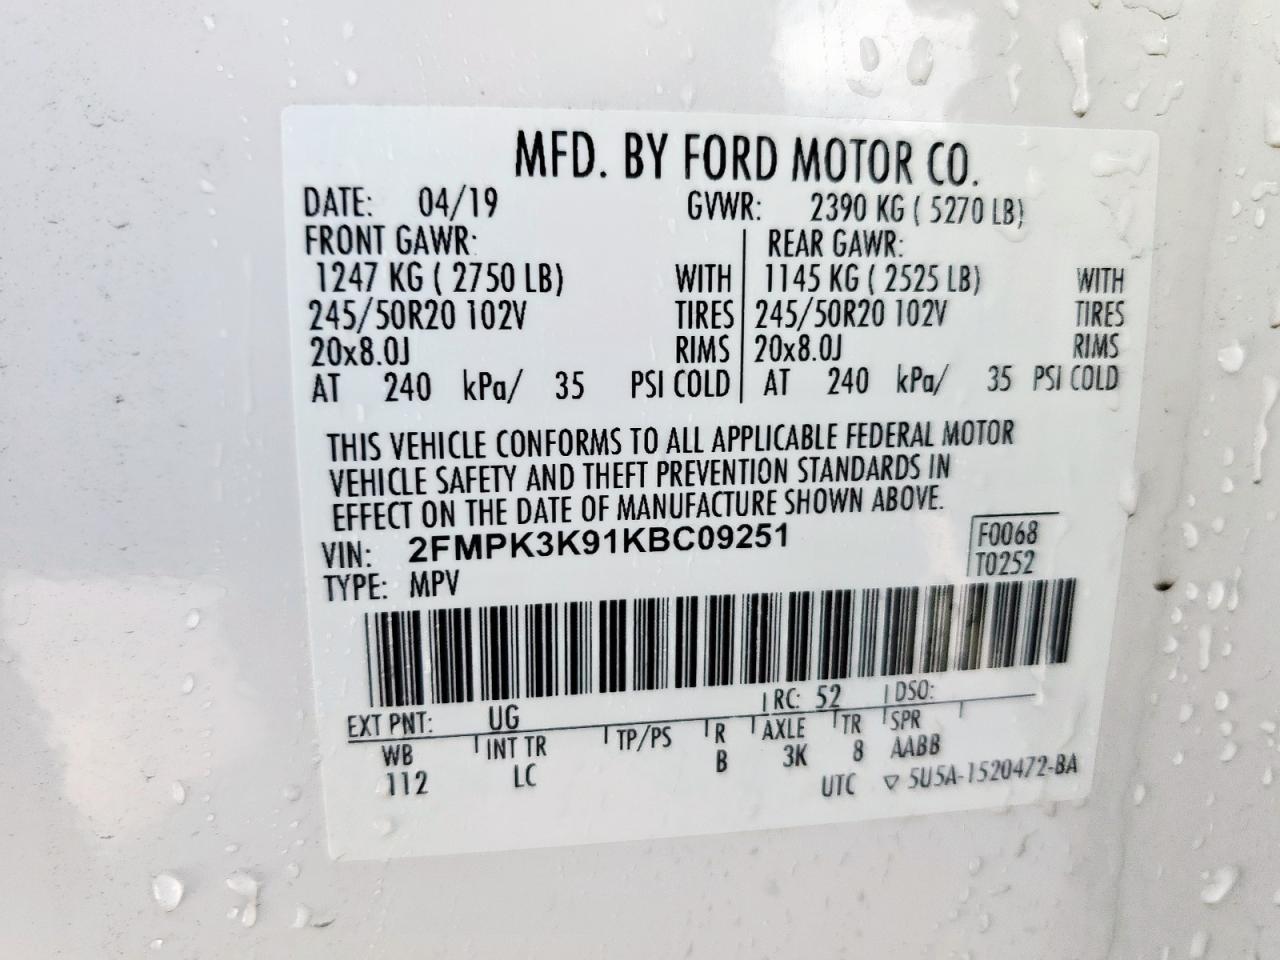 MFD. BY FORD MOTOR CO.
DATE: 04/19 GVWR: 2390 KG ( 5270 LB)
FRONT GAWR: REAR GAWR:
1247 KG ( 2750 LB) WITH 1145 KG ( 2525 LB) WITH
245/50R20 102V TIRES 245/50R20 102V TIRES
20x8.0J RIMS 20x8.0J RIMS
AT 240 kPa/ 35 PSI COLD AT 240 kPa/ 35 PSI COLD
THIS VEHICLE CONFORMS TO ALL APPLICABLE FEDERAL MOTOR
VEHICLE SAFETY AND THEFT PREVENTION STANDARDS IN
EFFECT ON THE DATE OF MANUFACTURE SHOWN ABOVE.
VIN: 2FMPK3K91KBC09251 F0068
TYPE: MPV T0252
EXT PNT: UG RC: 52 DSO:
WB INT TR TP/PS R AXLE TR SPR
112 LC B 3K 8 AABB
UTC ▽ 5U5A-1520472-BA